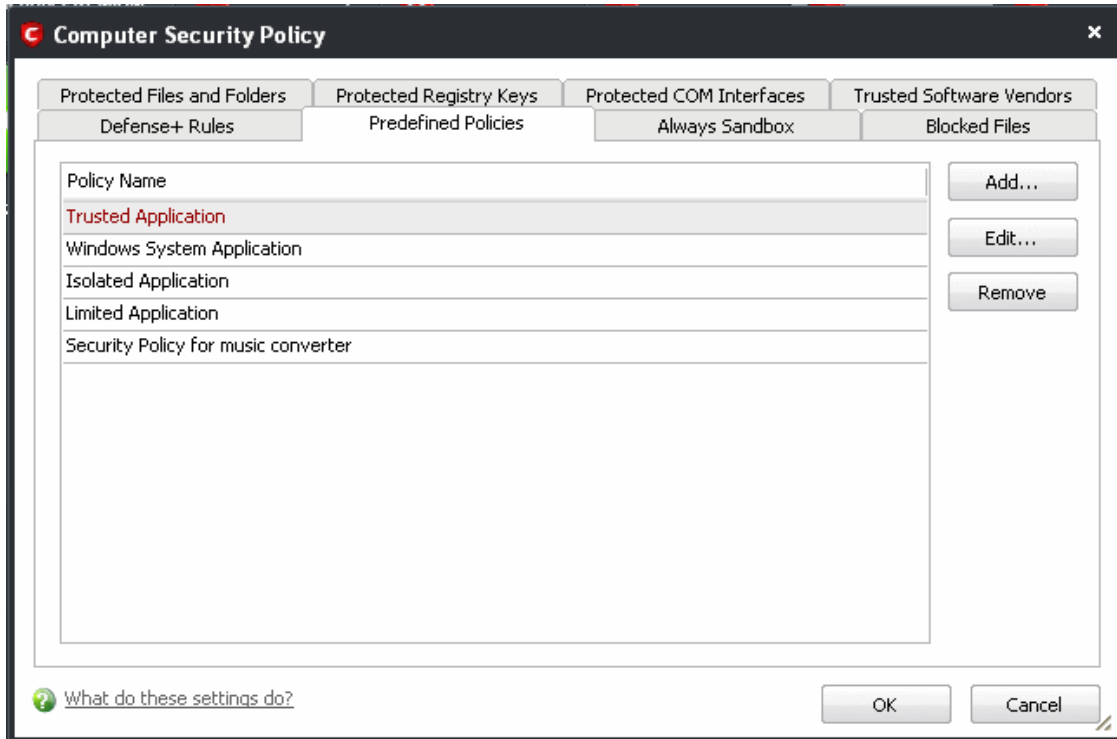 Computer Security Policy
Protected Files and Folders Protected Registry Keys Protected COM Interfaces Trusted Software Vendors
Defense+ Rules Predefined Policies Always Sandbox Blocked Files
Policy Name
Add...
Trusted Application
Edit...
Windows System Application
Isolated Application
Remove
Limited Application
Security Policy for music converter
What do these settings do?
OK Cancel